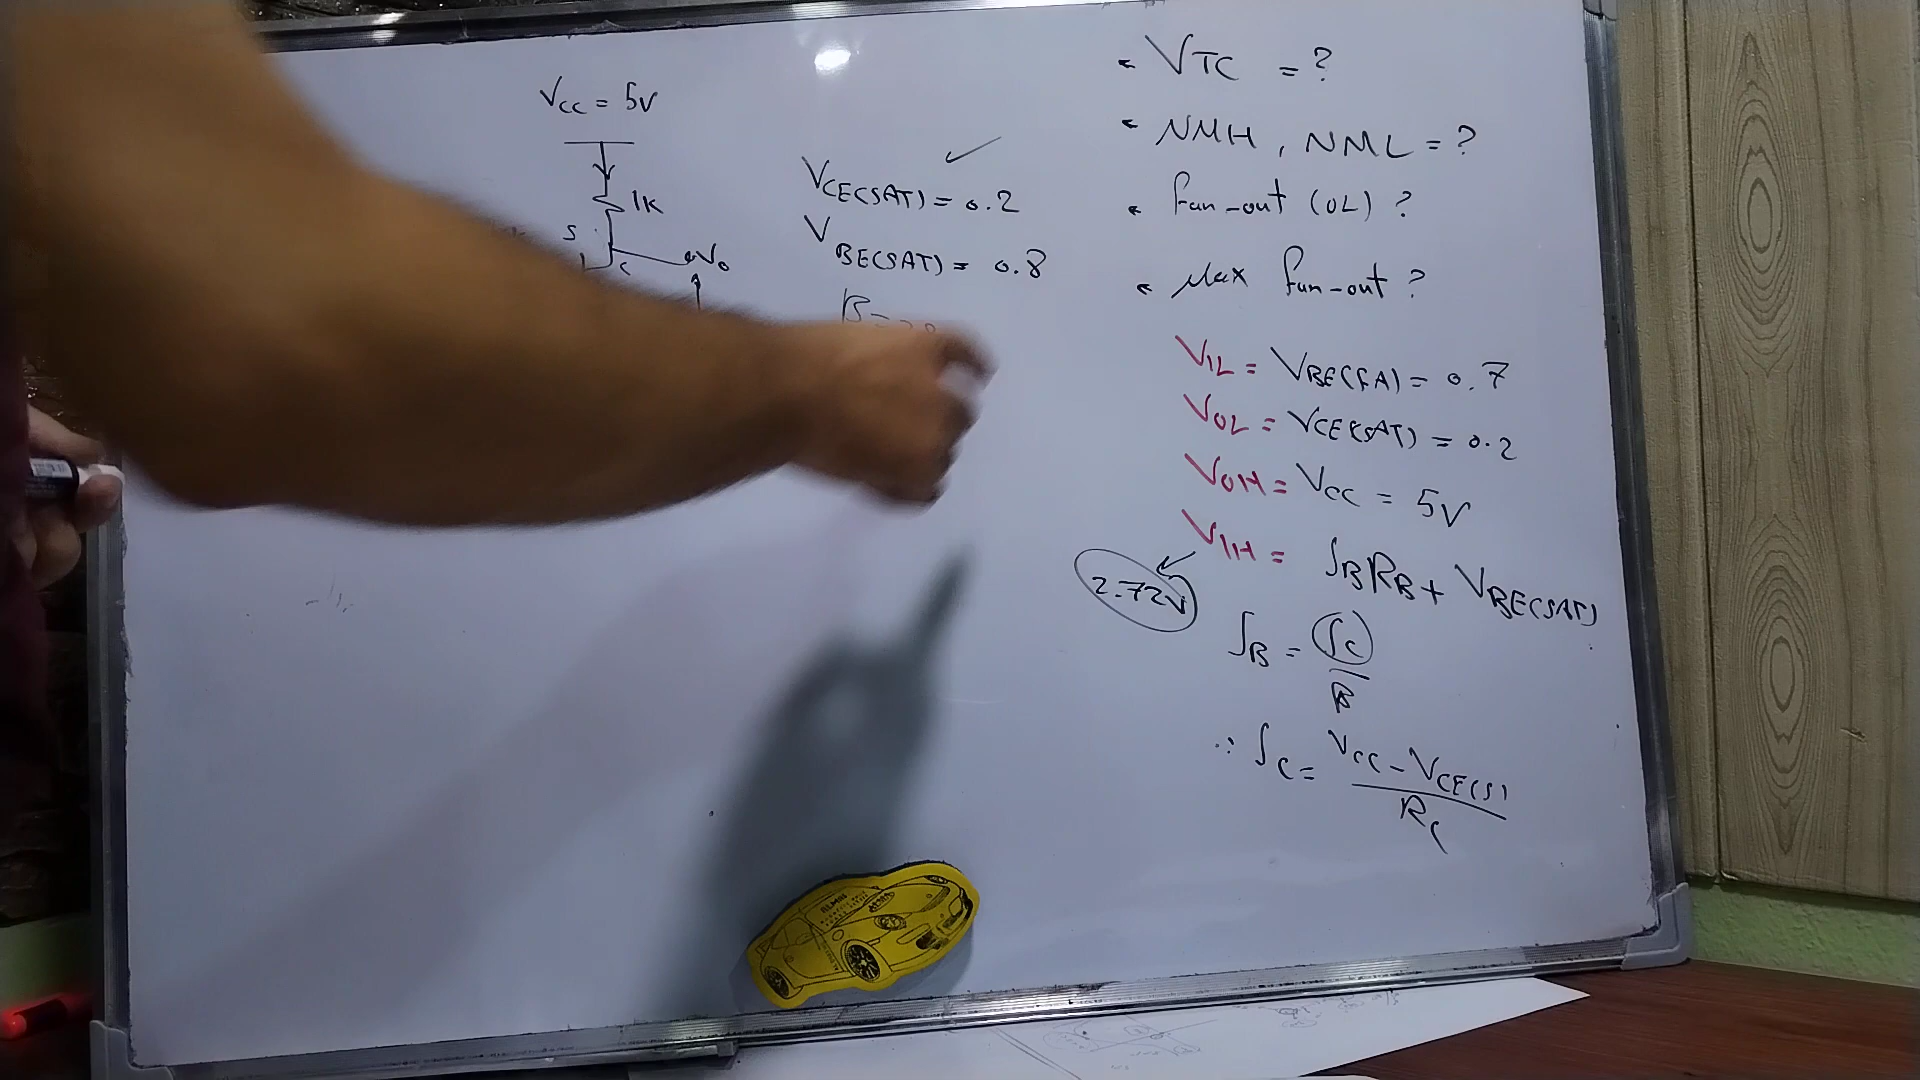 VCC = 5V
1K
S
C
Vo
VCE(SAT) = 0.2
VBE(SAT) = 0.8
B =
VTC = ?
NMH, NML = ?
fan-out (OL) ?
Max fan-out ?
VIL = VBE(FA) = 0.7
VOL = VCE(SAT) = 0.2
VOH = VCC = 5V
VIH = IBRB + VBE(SAT)
2.72V
IB = IC / B
∵ IC = VCC - VCE(S) / RC